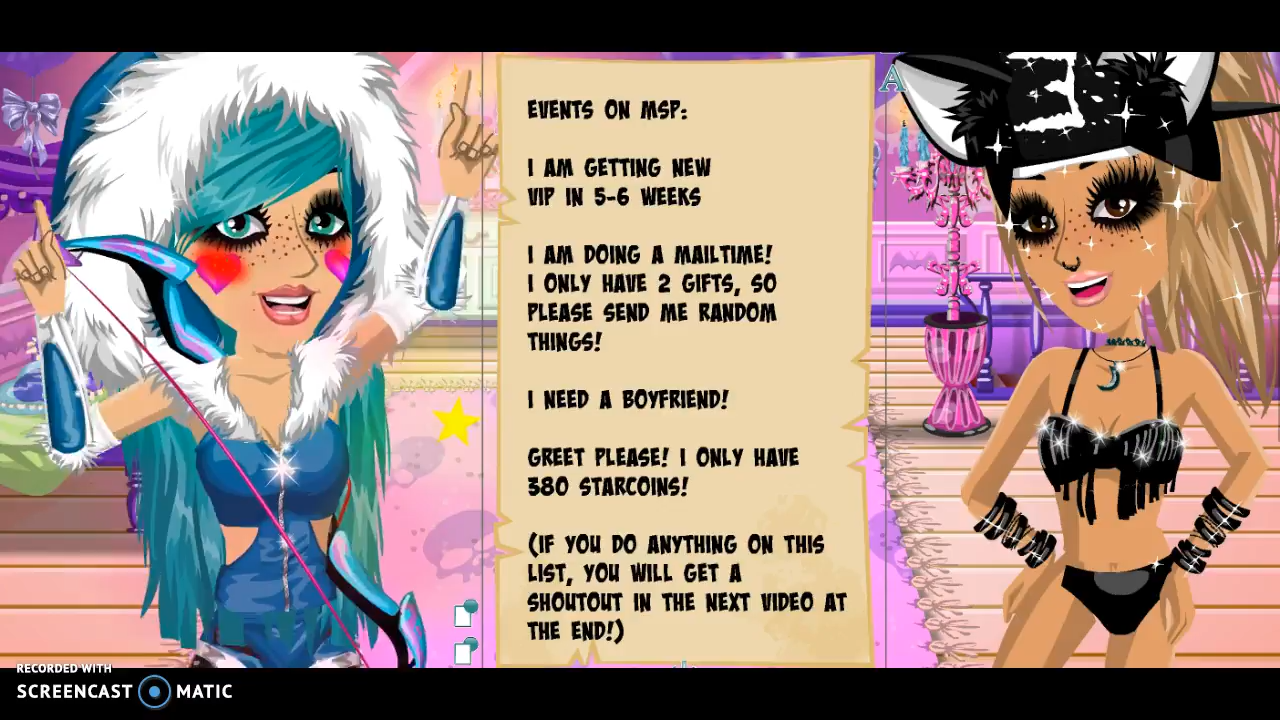 EVENTS ON MSP:
I AM GETTING NEW
VIP IN 5-6 WEEKS
I AM DOING A MAILTIME!
I ONLY HAVE 2 GIFTS, SO
PLEASE SEND ME RANDOM
THINGS!
I NEED A BOYFRIEND!
GREET PLEASE! I ONLY HAVE
380 STARCOINS!
(IF YOU DO ANYTHING ON THIS
LIST, YOU WILL GET A
SHOUTOUT IN THE NEXT VIDEO AT
THE END!)
A
RECORDED WITH
SCREENCAST MATIC